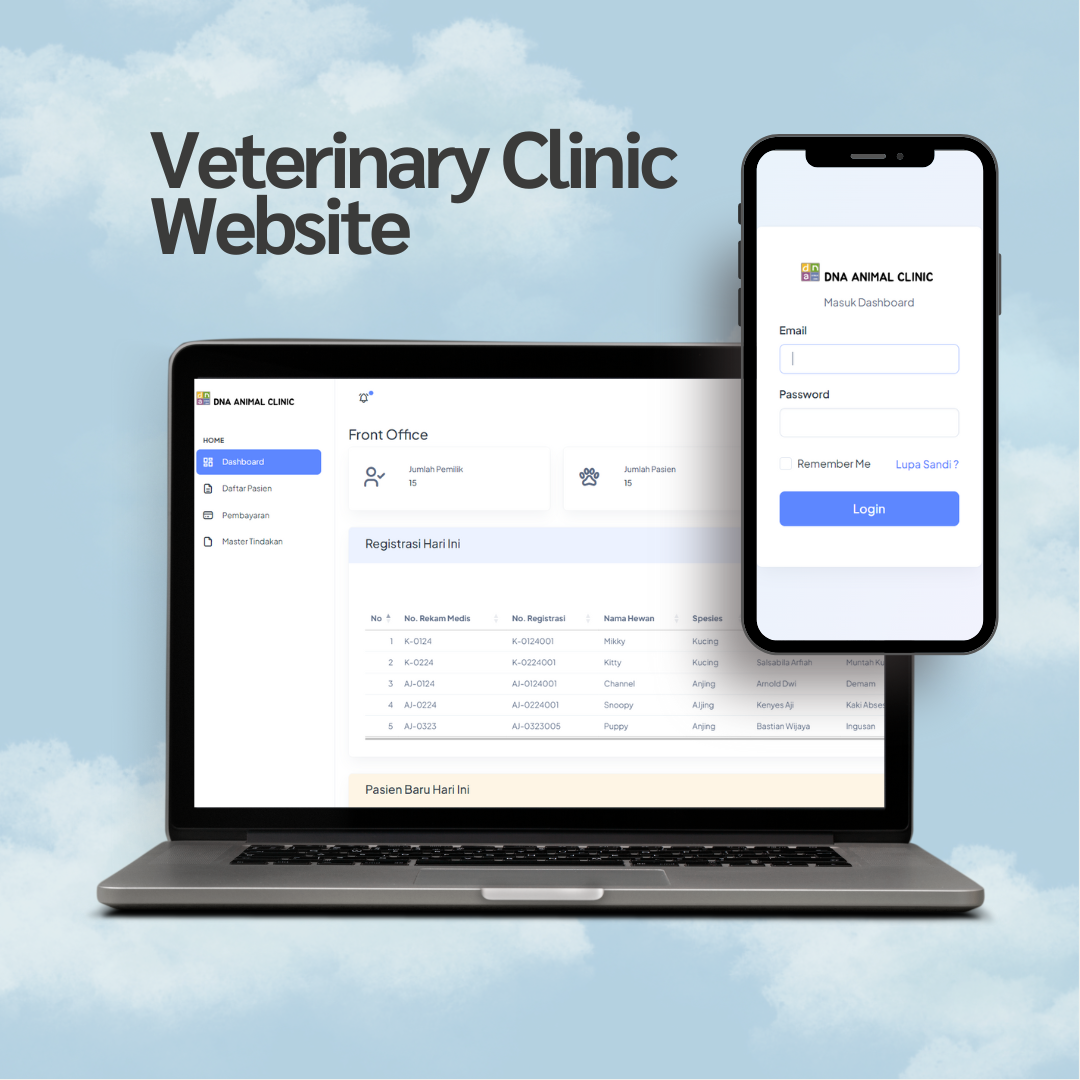 Veterinary Clinic
Website
dna DNA ANIMAL CLINIC
Masuk Dashboard
Email
Password
Remember Me Lupa Sandi ?
Login
dna DNA ANIMAL CLINIC
HOME
Dashboard
Daftar Pasien
Pembayaran
Master Tindakan
Front Office
Jumlah Pemilik
15
Jumlah Pasien
15
Registrasi Hari Ini
No No. Rekam Medis No. Registrasi Nama Hewan Spesies
1 K-0124 K-0124001 Mikky Kucing
2 K-0224 K-0224001 Kitty Kucing Salsabila Arfiah Muntah Ku
3 AJ-0124 AJ-0124001 Channel Anjing Arnold Dwi Demam
4 AJ-0224 AJ-0224001 Snoopy AIjing Kenyes Aji Kaki Abses
5 AJ-0323 AJ-0323005 Puppy Anjing Bastian Wijaya Ingusan
Pasien Baru Hari Ini